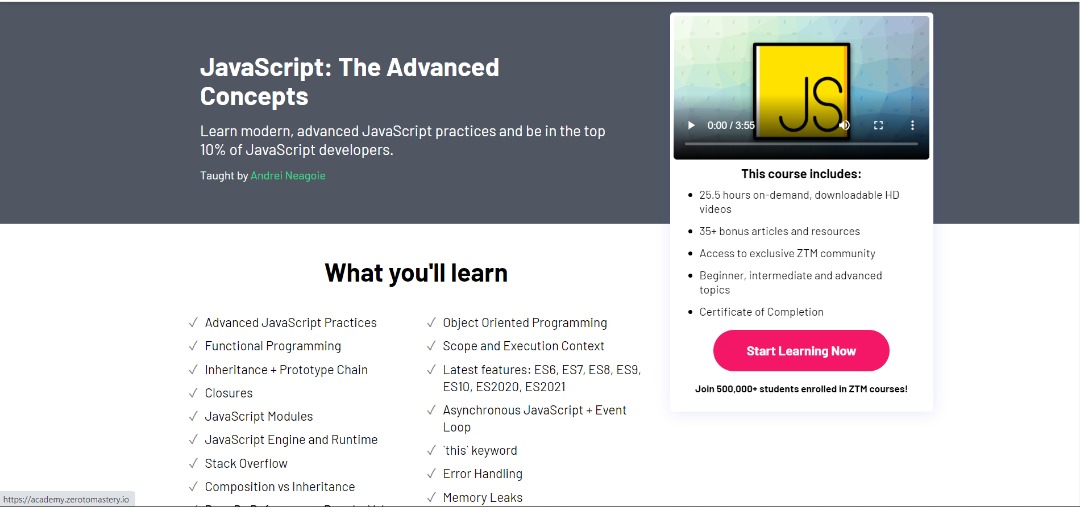 JavaScript: The Advanced
Concepts
Learn modern, advanced JavaScript practices and be in the top
10% of JavaScript developers.
Taught by Andrei Neagoie
JS
0:00 / 3:55
This course includes:
25.5 hours on-demand, downloadable HD
videos
35+ bonus articles and resources
Access to exclusive ZTM community
Beginner, intermediate and advanced
topics
Certificate of Completion
Start Learning Now
Join 500,000+ students enrolled in ZTM courses!
What you'll learn
✓ Advanced JavaScript Practices
✓ Functional Programming
✓ Inheritance + Prototype Chain
✓ Closures
✓ JavaScript Modules
✓ JavaScript Engine and Runtime
✓ Stack Overflow
✓ Composition vs Inheritance
✓ Object Oriented Programming
✓ Scope and Execution Context
✓ Latest features: ES6, ES7, ES8, ES9,
ES10, ES2020, ES2021
✓ Asynchronous JavaScript + Event
Loop
✓ `this` keyword
✓ Error Handling
✓ Memory Leaks
https://academy.zerotomastery.io